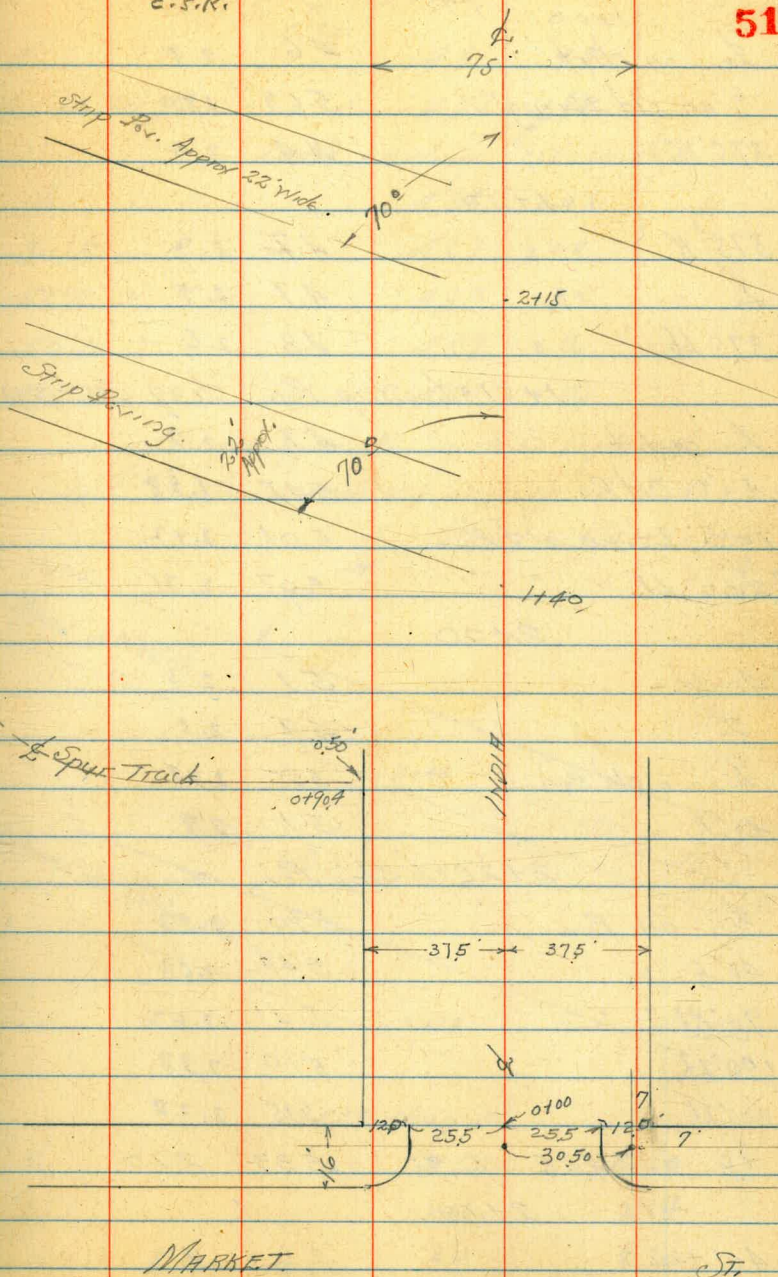 C.S.R.
51
℄
75'
Strip Pav. Approx 22' Wide.
70°
2+15
Strip Paving.
22' Approx.
70°
1+40
0.50'
℄ Spur Track
0+90.4
INDIA
37.5' 37.5'
℄
0+00
7
12.0' 25.5' 25.5 12.0'
7
16'
30.50
MARKET ST.